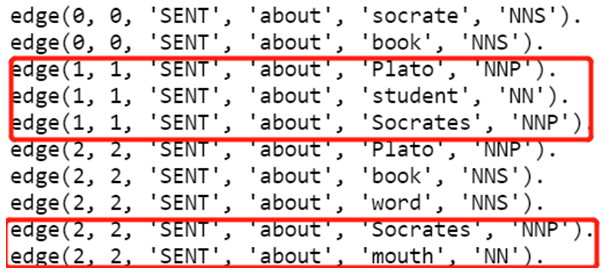 edge(0, 0, 'SENT', 'about', 'socrate', 'NNS').
edge(0, 0, 'SENT', 'about', 'book', 'NNS').
edge(1, 1, 'SENT', 'about', 'Plato', 'NNP').
edge(1, 1, 'SENT', 'about', 'student', 'NN').
edge(1, 1, 'SENT', 'about', 'Socrates', 'NNP').
edge(2, 2, 'SENT', 'about', 'Plato', 'NNP').
edge(2, 2, 'SENT', 'about', 'book', 'NNS').
edge(2, 2, 'SENT', 'about', 'word', 'NNS').
edge(2, 2, 'SENT', 'about', 'Socrates', 'NNP').
edge(2, 2, 'SENT', 'about', 'mouth', 'NN').